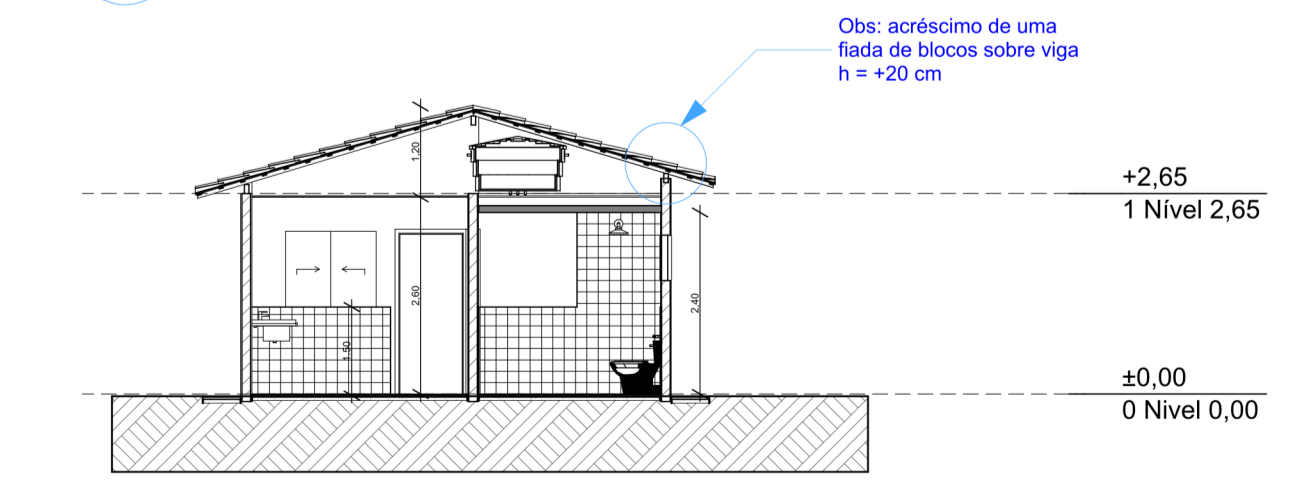 Obs: acréscimo de uma
fiada de blocos sobre viga
h = +20 cm
1.20
+2,65
1 Nível 2,65
2.60
2.40
1.50
±0,00
0 Nivel 0,00